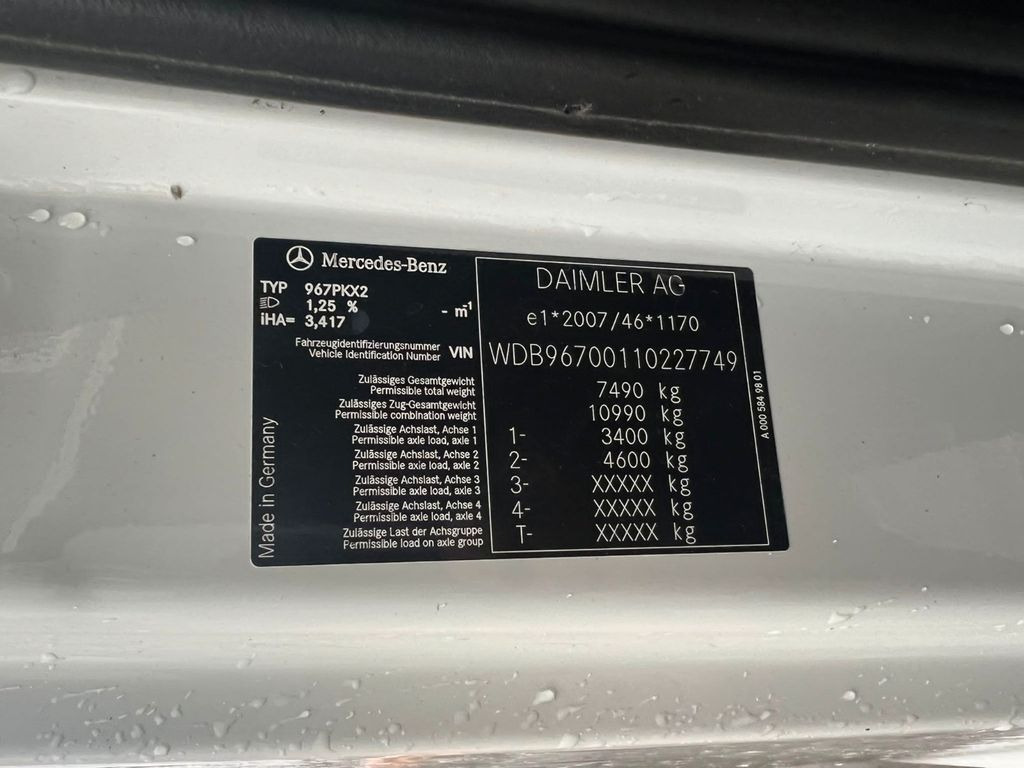 Mercedes-Benz
TYP 967PKX2
1,25 % - m-1
iHA= 3,417
Fahrzeugidentifizierungsnummer
Vehicle Identification Number VIN
Zulässiges Gesamtgewicht
Permissible total weight
Zulässiges Zug-Gesamtgewicht
Permissible combination weight
Zulässige Achslast, Achse 1
Permissible axle load, axle 1
Zulässige Achslast, Achse 2
Permissible axle load, axle 2
Zulässige Achslast, Achse 3
Permissible axle load, axle 3
Zulässige Achslast, Achse 4
Permissible axle load, axle 4
Zulässige Last der Achsgruppe
Permissible load on axle group
Made in Germany
DAIMLER AG
e1*2007/46*1170
WDB96700110227749
7490 kg
10990 kg
1- 3400 kg
2- 4600 kg
3- XXXXX kg
4- XXXXX kg
T- XXXXX kg
A 000 584 98 01